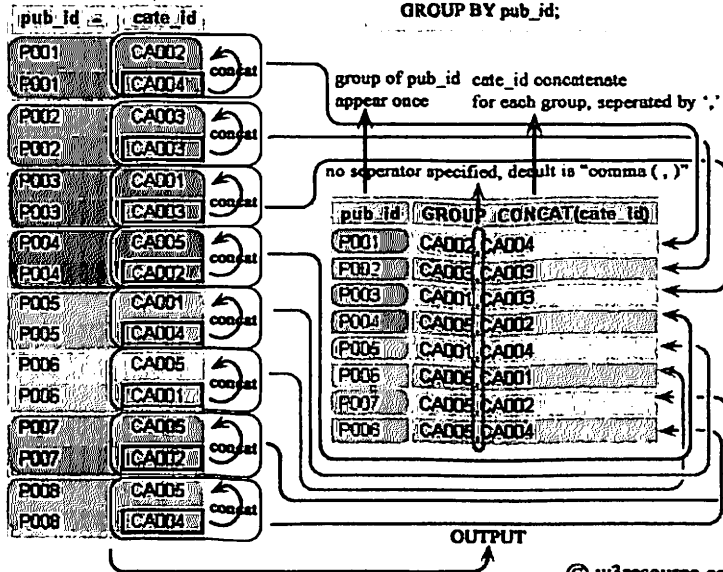 GROUP BY pub_id;
pub_id cate_id
P001 CA002
P001 CA004
concat
P002 CA003
P002 CA003
concat
P003 CA001
P003 CA003
concat
P004 CA005
P004 CA002
concat
P005 CA001
P005 CA004
concat
P006 CA005
P006 CA001
concat
P007 CA005
P007 CA002
concat
P008 CA005
P008 CA004
concat
group of pub_id
appear once
cate_id concatenate
for each group, seperated by ','
no seperator specified, deault is "comma ( , )"
pub_id GROUP_CONCAT(cate_id)
P001 CA002,CA004
P002 CA003,CA003
P003 CA001,CA003
P004 CA005,CA002
P005 CA001,CA004
P006 CA005,CA001
P007 CA005,CA002
P008 CA005,CA004
OUTPUT